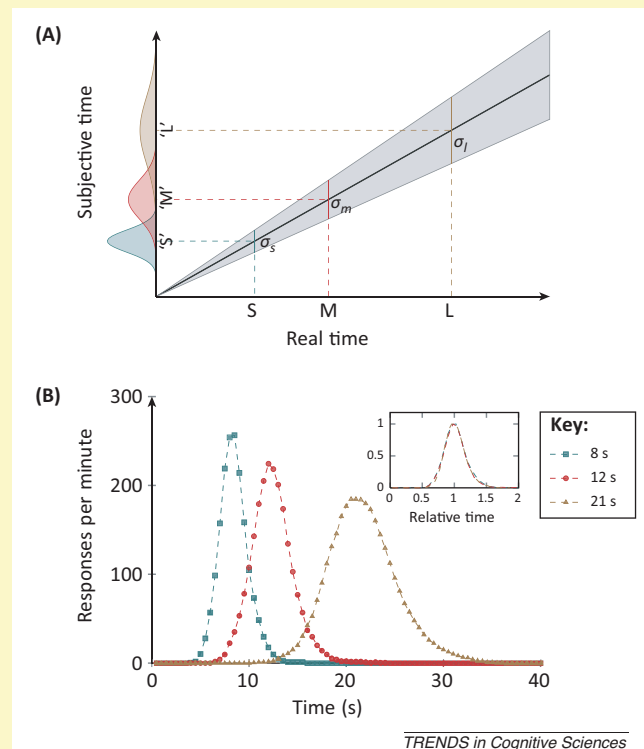 (A)
Subjective time
'L'
'M'
'S'
σl
σm
σs
S M L
Real time
(B)
Responses per minute
300
200
100
0
0 10 20 30 40
Time (s)
1
0.5
0
0 0.5 1 1.5 2
Relative time
Key:
8 s
12 s
21 s
TRENDS in Cognitive Sciences